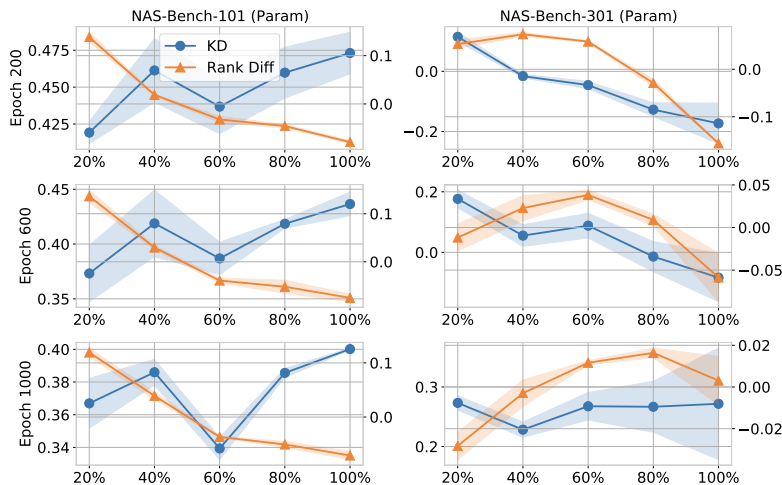 NAS-Bench-101 (Param)
NAS-Bench-301 (Param)
Epoch 200
0.475
0.450
0.425
KD
Rank Diff
0.1
0.0
20% 40% 60% 80% 100%
0.0
−0.2
0.0
−0.1
20% 40% 60% 80% 100%
Epoch 600
0.45
0.40
0.35
0.1
0.0
20% 40% 60% 80% 100%
0.2
0.0
0.05
0.00
−0.05
20% 40% 60% 80% 100%
Epoch 1000
0.40
0.38
0.36
0.34
0.1
0.0
20% 40% 60% 80% 100%
0.3
0.2
0.02
0.00
−0.02
20% 40% 60% 80% 100%